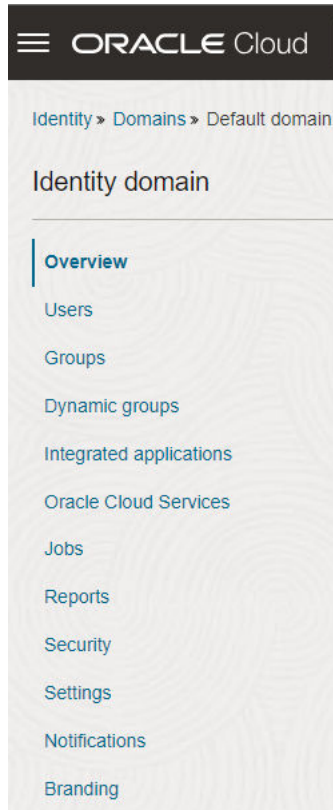 ORACLE Cloud
Identity » Domains » Default domain
Identity domain
Overview
Users
Groups
Dynamic groups
Integrated applications
Oracle Cloud Services
Jobs
Reports
Security
Settings
Notifications
Branding